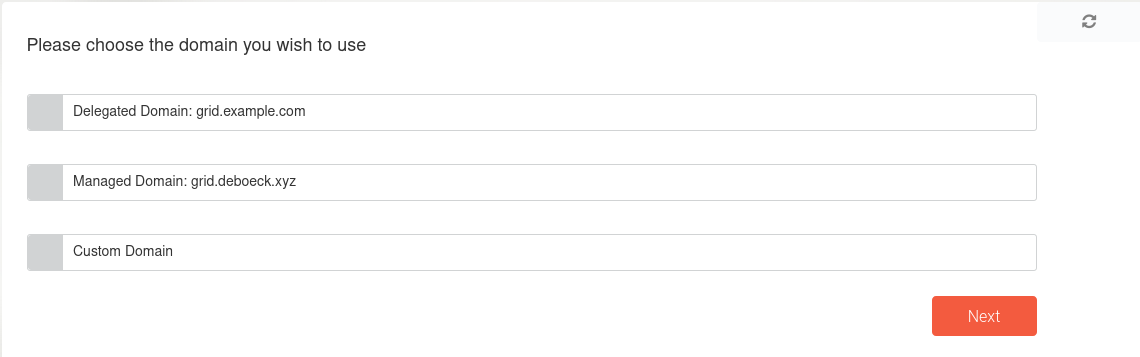 Please choose the domain you wish to use
Delegated Domain: grid.example.com
Managed Domain: grid.deboeck.xyz
Custom Domain
Next